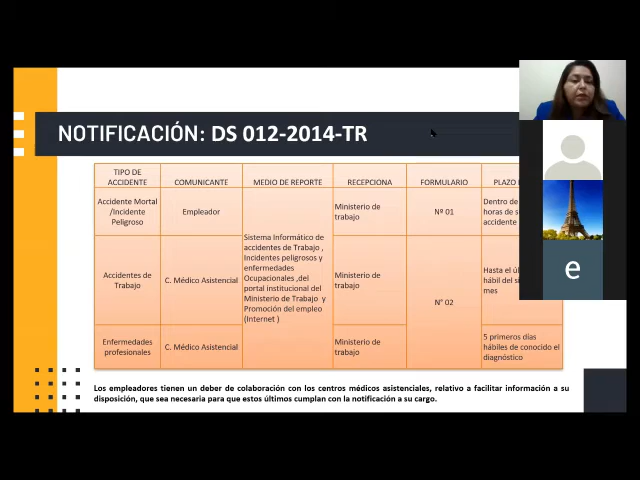 NOTIFICACIÓN: DS 012-2014-TR
TIPO DE
ACCIDENTE
COMUNICANTE
MEDIO DE REPORTE
RECEPCIONA
FORMULARIO
PLAZO
Accidente Mortal
/Incidente
Peligroso
Empleador
Sistema Informático de
accidentes de Trabajo ,
Incidentes peligrosos y
enfermedades
Ocupacionales ,del
portal institucional del
Ministerio de Trabajo y
Promoción del empleo
(Internet )
Ministerio de
trabajo
Nº 01
Dentro de
horas de
accidente
Accidentes de
Trabajo
C. Médico Asistencial
Ministerio de
trabajo
N° 02
Hasta el
hábil del
mes
Enfermedades
profesionales
C. Médico Asistencial
Ministerio de
trabajo
5 primeros días
hábiles de conocido el
diagnóstico
Los empleadores tienen un deber de colaboración con los centros médicos asistenciales, relativo a facilitar información a su
disposición, que sea necesaria para que estos últimos cumplan con la notificación a su cargo.
e